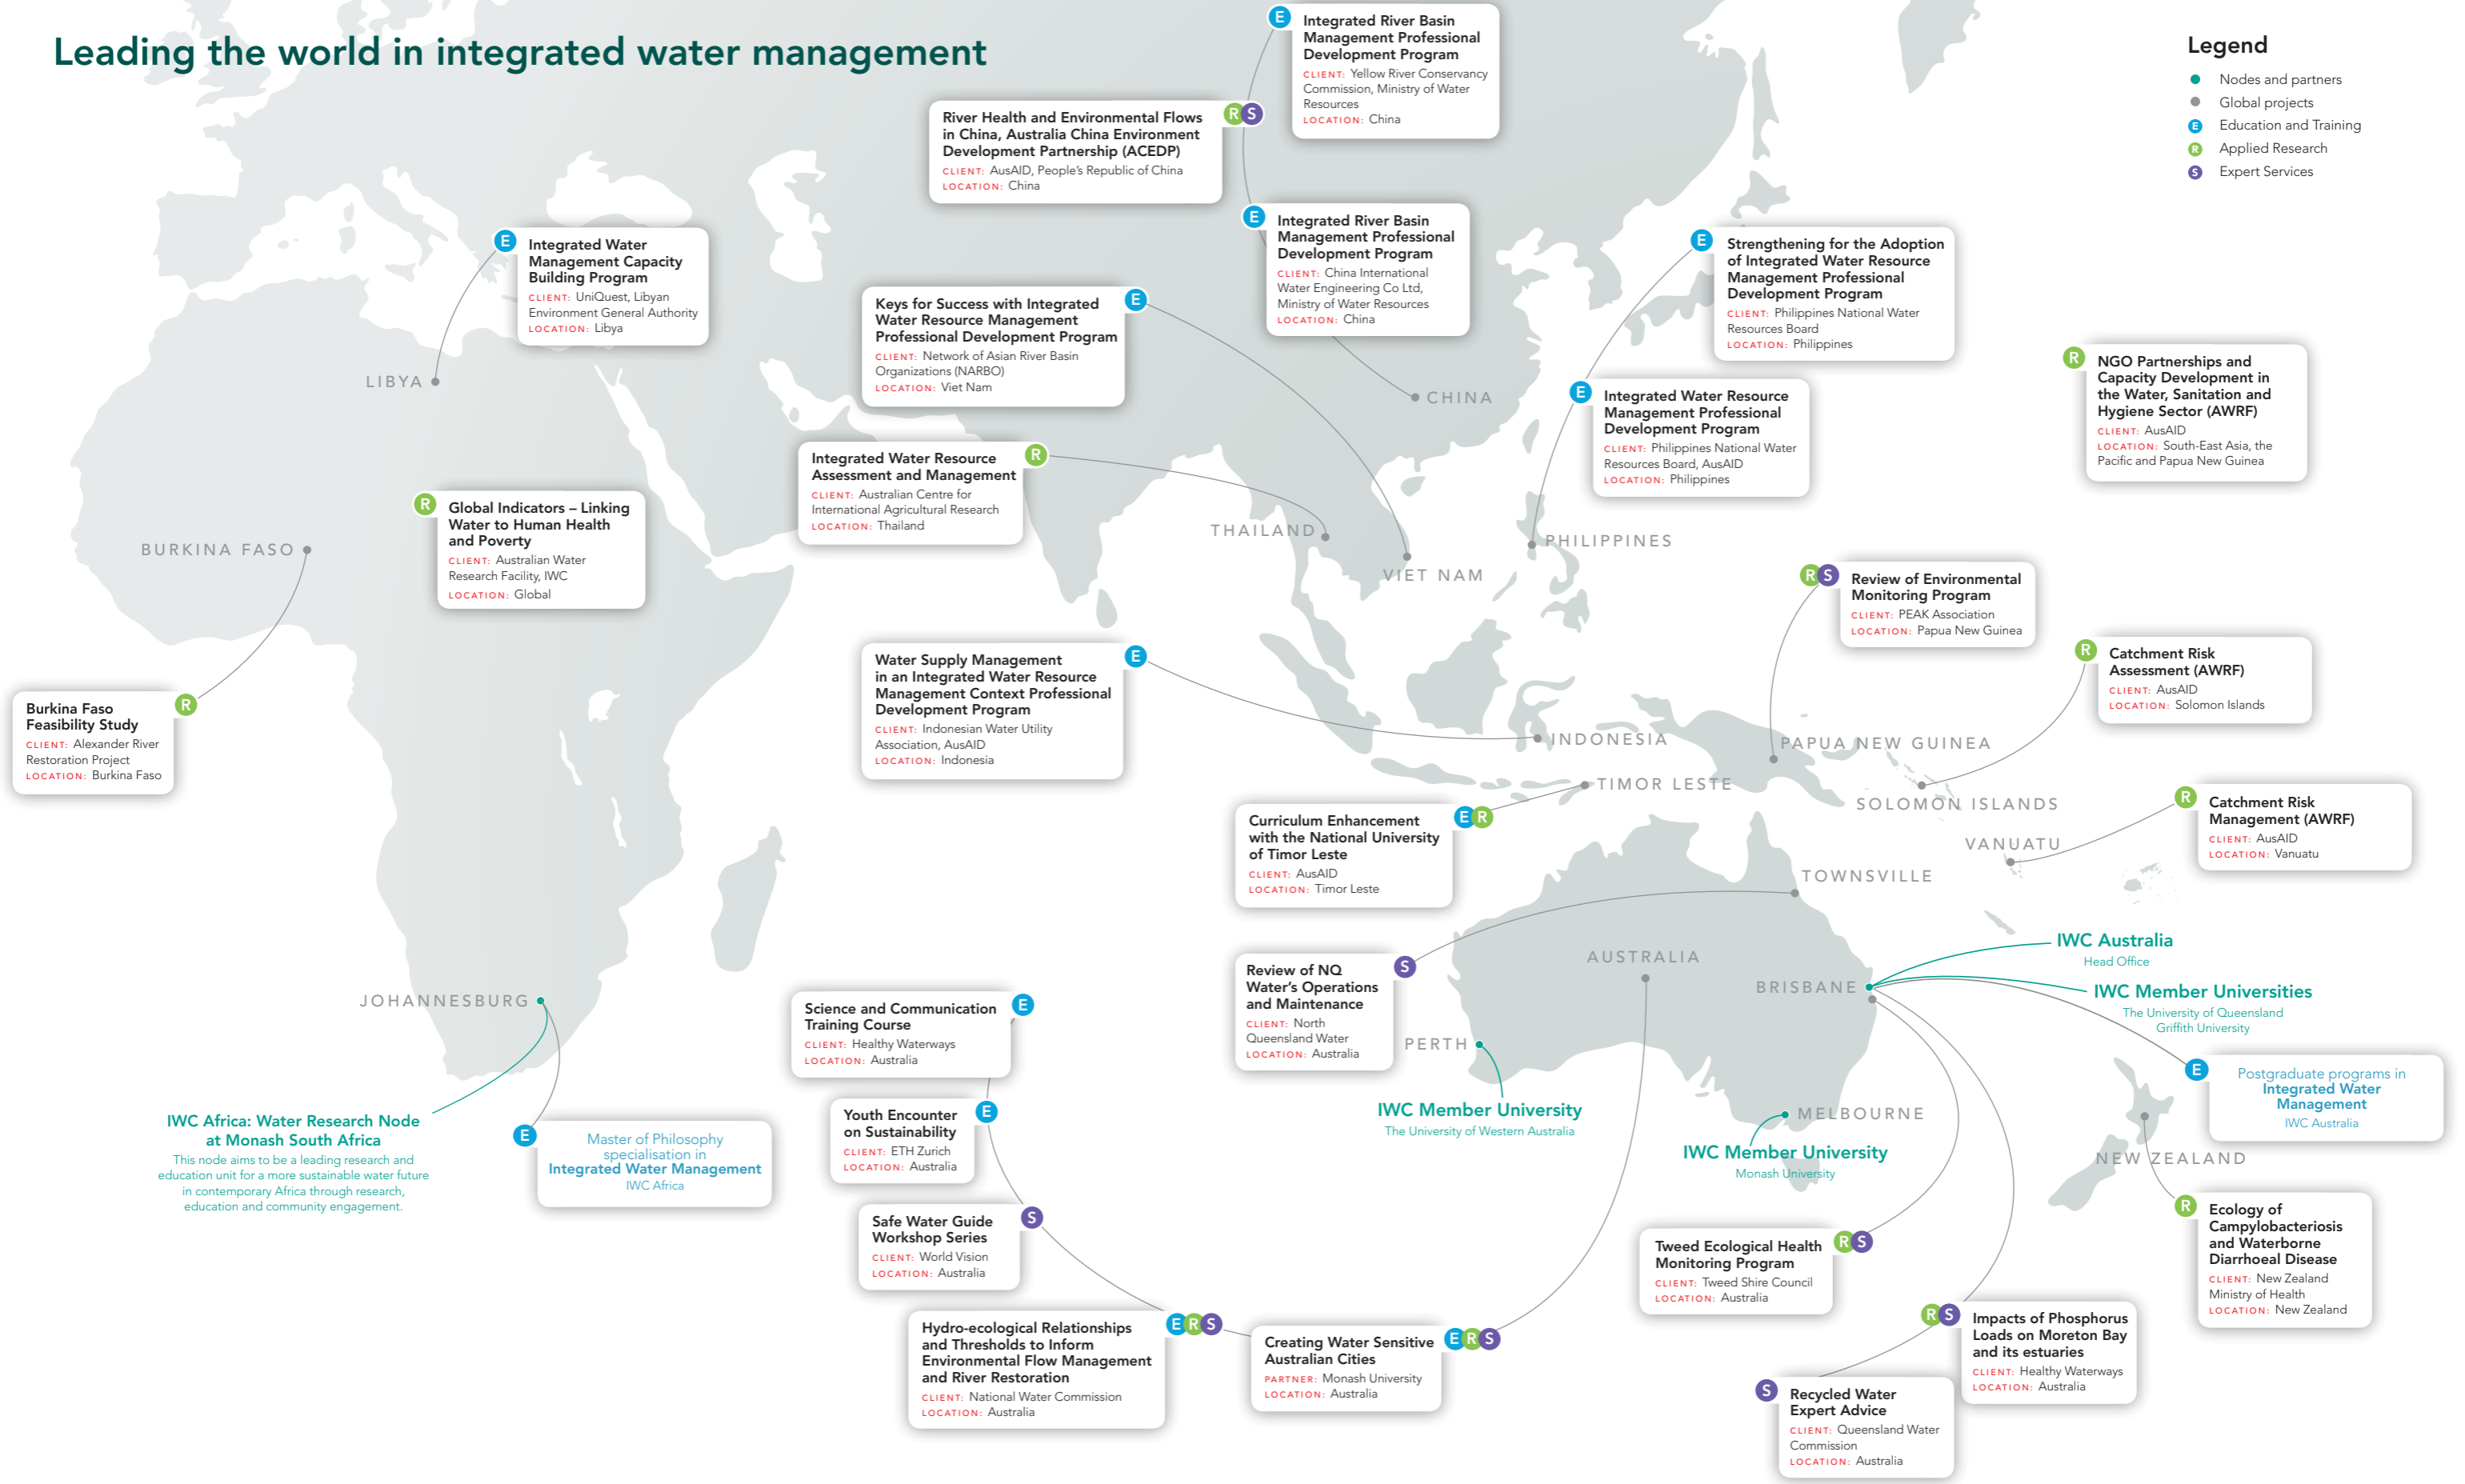 Leading the world in integrated water management
Legend
Nodes and partners
Global projects
E Education and Training
R Applied Research
S Expert Services
E
Integrated River Basin
Management Professional
Development Program
CLIENT: Yellow River Conservancy
Commission, Ministry of Water
Resources
LOCATION: China
R S
River Health and Environmental Flows
in China, Australia China Environment
Development Partnership (ACEDP)
CLIENT: AusAID, People's Republic of China
LOCATION: China
E
Integrated River Basin
Management Professional
Development Program
CLIENT: China International
Water Engineering Co Ltd,
Ministry of Water Resources
LOCATION: China
E
Integrated Water
Management Capacity
Building Program
CLIENT: UniQuest, Libyan
Environment General Authority
LOCATION: Libya
E
Strengthening for the Adoption
of Integrated Water Resource
Management Professional
Development Program
CLIENT: Philippines National Water
Resources Board
LOCATION: Philippines
E
Keys for Success with Integrated
Water Resource Management
Professional Development Program
CLIENT: Network of Asian River Basin
Organizations (NARBO)
LOCATION: Viet Nam
R
NGO Partnerships and
Capacity Development in
the Water, Sanitation and
Hygiene Sector (AWRF)
CLIENT: AusAID
LOCATION: South-East Asia, the
Pacific and Papua New Guinea
LIBYA
CHINA
E
Integrated Water Resource
Management Professional
Development Program
CLIENT: Philippines National Water
Resources Board, AusAID
LOCATION: Philippines
R
Integrated Water Resource
Assessment and Management
CLIENT: Australian Centre for
International Agricultural Research
LOCATION: Thailand
R
Global Indicators – Linking
Water to Human Health
and Poverty
CLIENT: Australian Water
Research Facility, IWC
LOCATION: Global
BURKINA FASO
THAILAND
VIET NAM
PHILIPPINES
R S
Review of Environmental
Monitoring Program
CLIENT: PEAK Association
LOCATION: Papua New Guinea
R
Catchment Risk
Assessment (AWRF)
CLIENT: AusAID
LOCATION: Solomon Islands
E
Water Supply Management
in an Integrated Water Resource
Management Context Professional
Development Program
CLIENT: Indonesian Water Utility
Association, AusAID
LOCATION: Indonesia
R
Burkina Faso
Feasibility Study
CLIENT: Alexander River
Restoration Project
LOCATION: Burkina Faso
INDONESIA
PAPUA NEW GUINEA
TIMOR LESTE
SOLOMON ISLANDS
VANUATU
R
Catchment Risk
Management (AWRF)
CLIENT: AusAID
LOCATION: Vanuatu
E R
Curriculum Enhancement
with the National University
of Timor Leste
CLIENT: AusAID
LOCATION: Timor Leste
TOWNSVILLE
AUSTRALIA
BRISBANE
IWC Australia
Head Office
IWC Member Universities
The University of Queensland
Griffith University
S
Review of NQ
Water's Operations
and Maintenance
CLIENT: North
Queensland Water
LOCATION: Australia
PERTH
IWC Member University
The University of Western Australia
MELBOURNE
IWC Member University
Monash University
E
Postgraduate programs in
Integrated Water
Management
IWC Australia
NEW ZEALAND
R
Ecology of
Campylobacteriosis
and Waterborne
Diarrhoeal Disease
CLIENT: New Zealand
Ministry of Health
LOCATION: New Zealand
JOHANNESBURG
IWC Africa: Water Research Node
at Monash South Africa
This node aims to be a leading research and
education unit for a more sustainable water future
in contemporary Africa through research,
education and community engagement.
E
Master of Philosophy
specialisation in
Integrated Water Management
IWC Africa
E
Science and Communication
Training Course
CLIENT: Healthy Waterways
LOCATION: Australia
E
Youth Encounter
on Sustainability
CLIENT: ETH Zurich
LOCATION: Australia
S
Safe Water Guide
Workshop Series
CLIENT: World Vision
LOCATION: Australia
E R S
Hydro-ecological Relationships
and Thresholds to Inform
Environmental Flow Management
and River Restoration
CLIENT: National Water Commission
LOCATION: Australia
E R S
Creating Water Sensitive
Australian Cities
PARTNER: Monash University
LOCATION: Australia
R S
Tweed Ecological Health
Monitoring Program
CLIENT: Tweed Shire Council
LOCATION: Australia
R S
Impacts of Phosphorus
Loads on Moreton Bay
and its estuaries
CLIENT: Healthy Waterways
LOCATION: Australia
S
Recycled Water
Expert Advice
CLIENT: Queensland Water
Commission
LOCATION: Australia